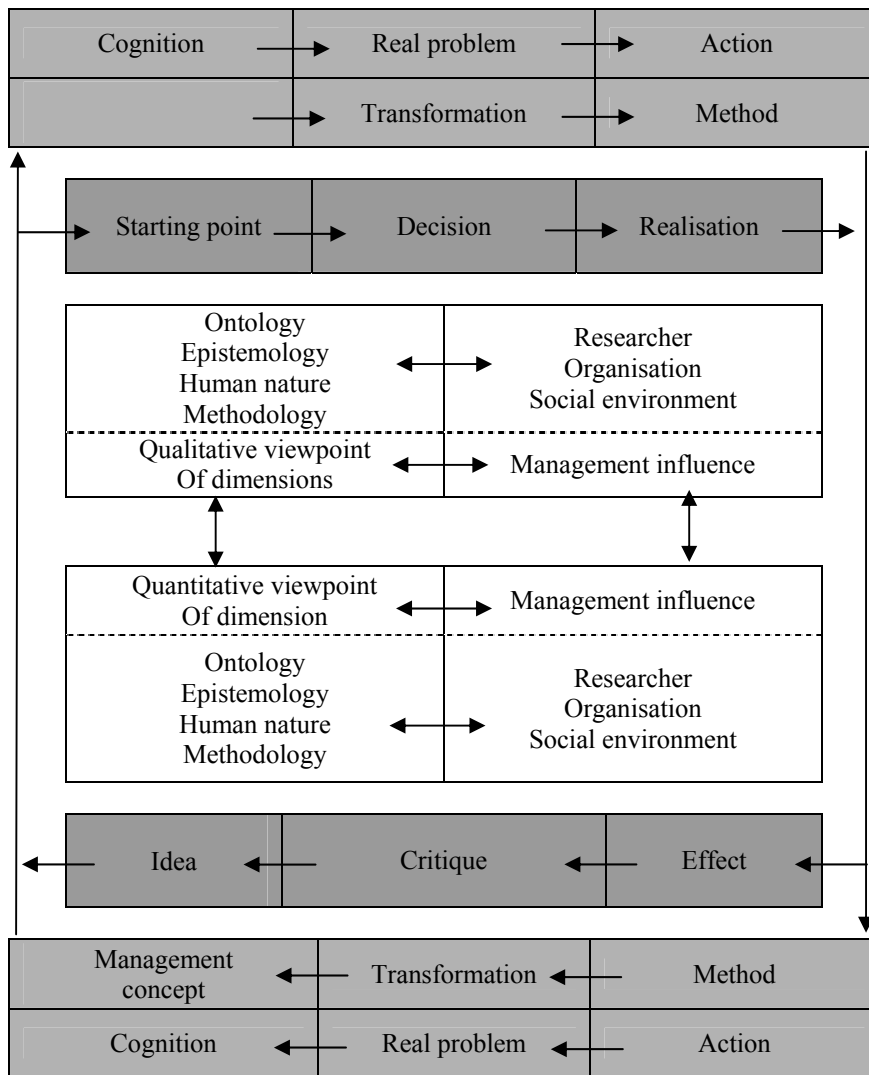 Cognition Real problem Action
Transformation Method
Starting point Decision Realisation
Ontology
Epistemology
Human nature
Methodology
Researcher
Organisation
Social environment
Qualitative viewpoint
Of dimensions
Management influence
Quantitative viewpoint
Of dimension
Management influence
Ontology
Epistemology
Human nature
Methodology
Researcher
Organisation
Social environment
Idea Critique Effect
Management
concept
Transformation Method
Cognition Real problem Action